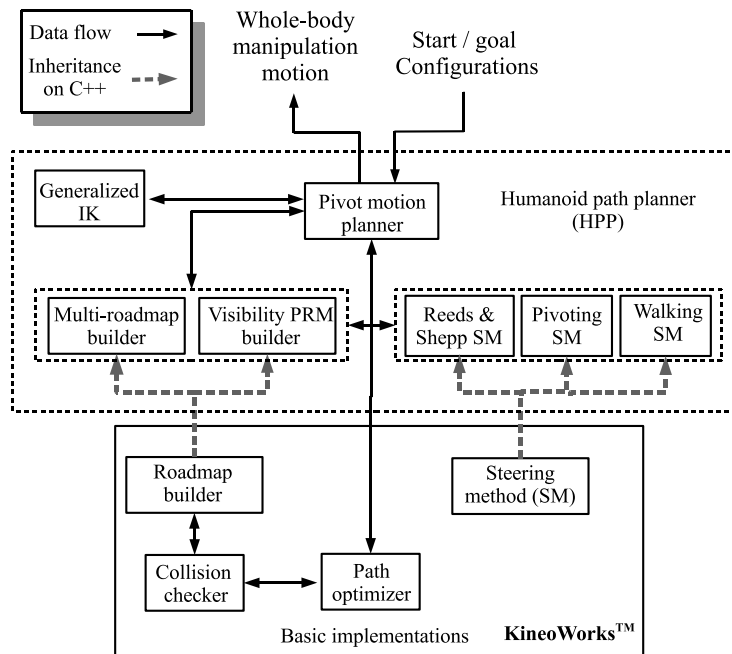 Data flow
Inheritance
on C++
Whole-body
manipulation
motion
Start / goal
Configurations
Generalized
IK
Pivot motion
planner
Humanoid path planner
(HPP)
Multi-roadmap
builder
Visibility PRM
builder
Reeds &
Shepp SM
Pivoting
SM
Walking
SM
Roadmap
builder
Steering
method (SM)
Collision
checker
Path
optimizer
Basic implementations
KineoWorks™